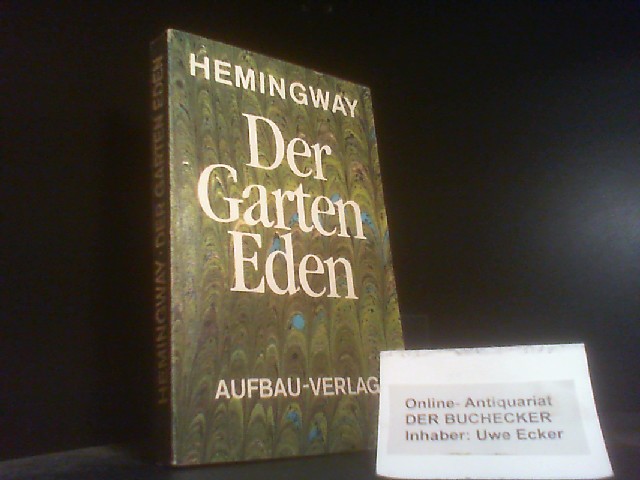 HEMINGWAY · DER GARTEN EDEN
HEMINGWAY
Der
Garten
Eden
AUFBAU-VERLAG
Online- Antiquariat
DER BUCHECKER
Inhaber: Uwe Ecker